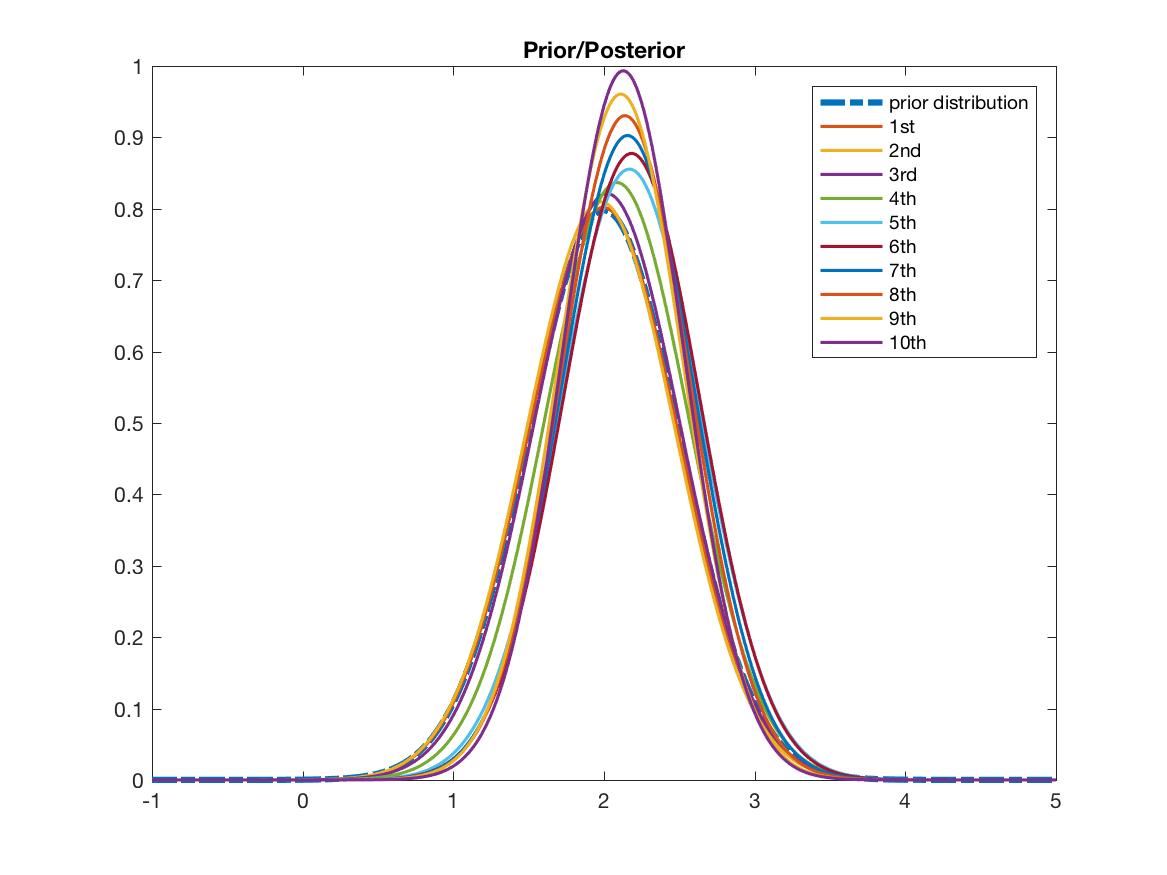 Prior/Posterior
1
0.9
0.8
0.7
0.6
0.5
0.4
0.3
0.2
0.1
0
-1 0 1 2 3 4 5
prior distribution
1st
2nd
3rd
4th
5th
6th
7th
8th
9th
10th